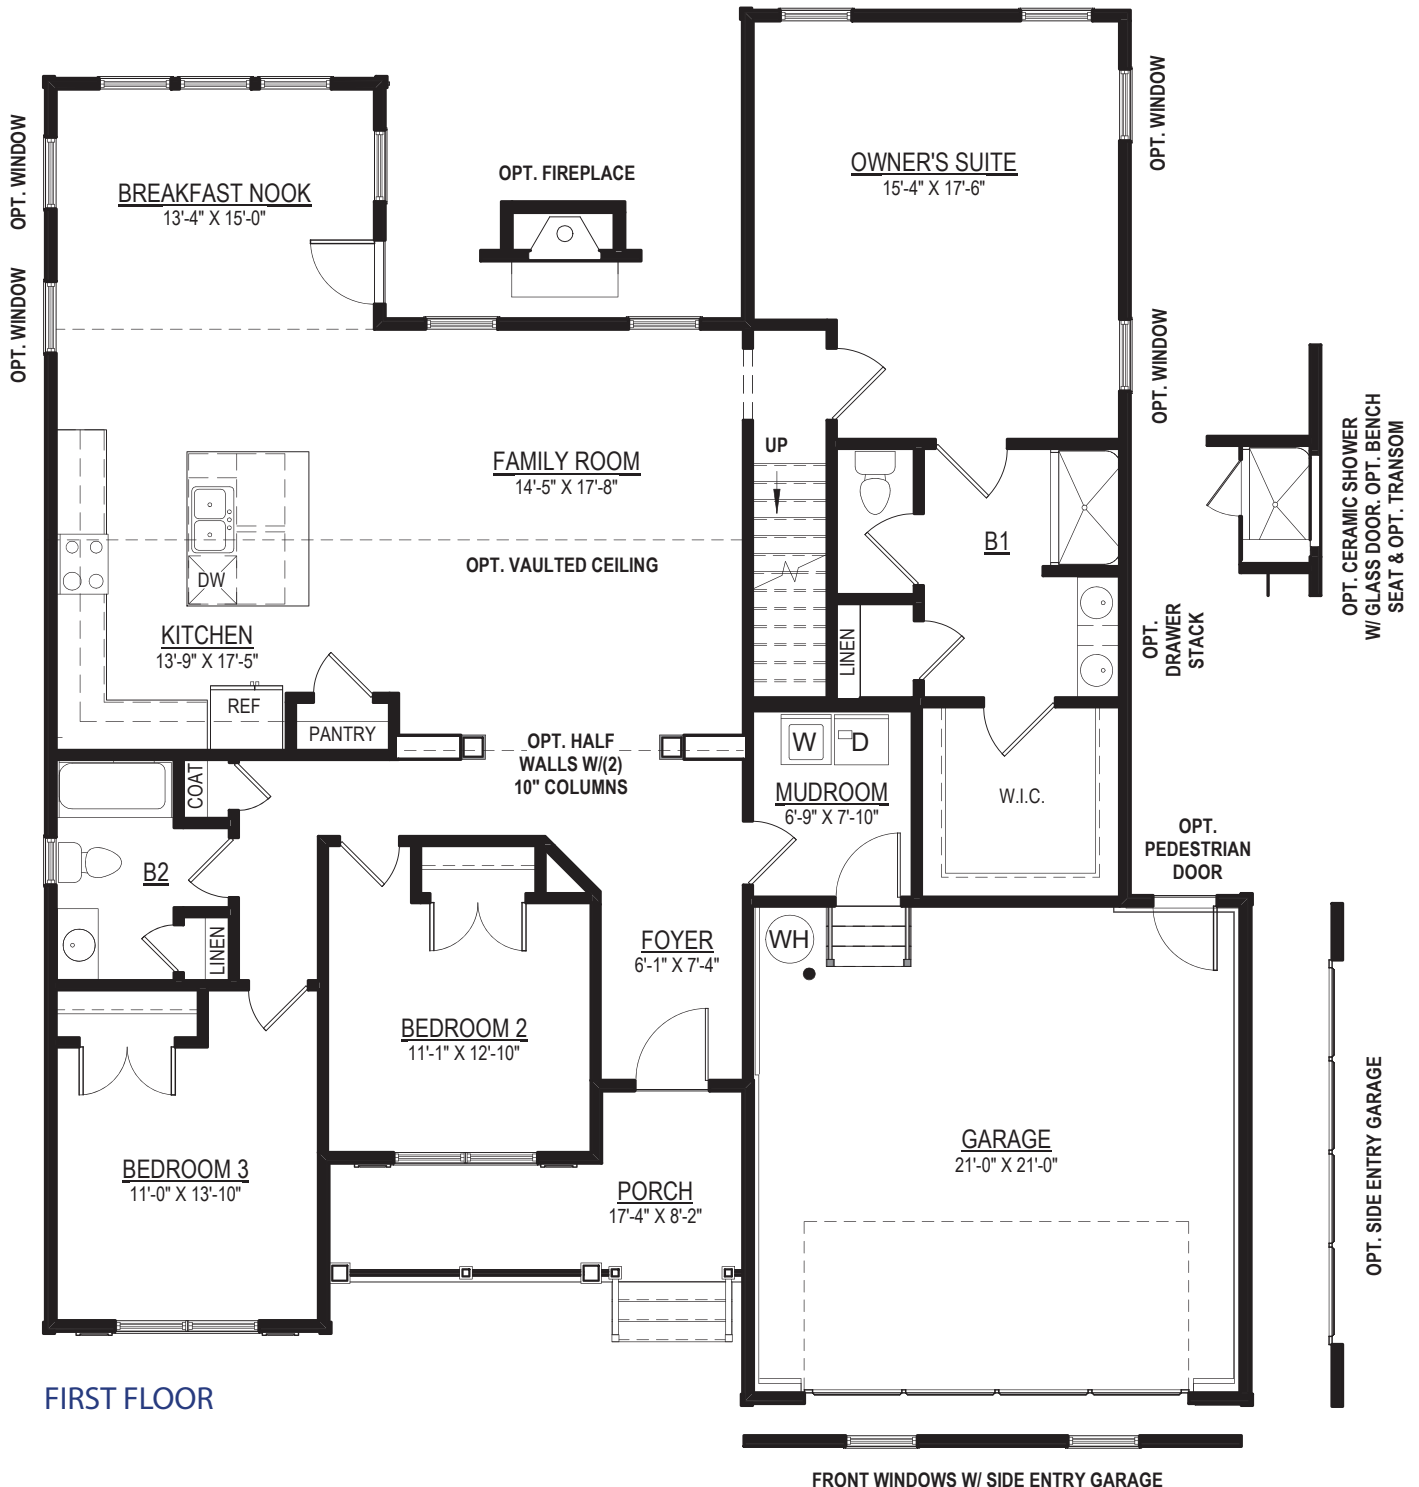 OPT. WINDOW
OPT. WINDOW
BREAKFAST NOOK
13'-4" X 15'-0"
OPT. FIREPLACE
OWNER'S SUITE
15'-4" X 17'-6"
OPT. WINDOW
OPT. WINDOW
FAMILY ROOM
14'-5" X 17'-8"
OPT. VAULTED CEILING
UP
DW
KITCHEN
13'-9" X 17'-5"
REF
PANTRY
B1
LINEN
OPT.
DRAWER
STACK
OPT. CERAMIC SHOWER
W/ GLASS DOOR. OPT. BENCH
SEAT & OPT. TRANSOM
OPT. HALF
WALLS W/(2)
10" COLUMNS
W
D
MUDROOM
6'-9" X 7'-10"
W.I.C.
COAT
B2
LINEN
OPT.
PEDESTRIAN
DOOR
WH
FOYER
6'-1" X 7'-4"
BEDROOM 2
11'-1" X 12'-10"
BEDROOM 3
11'-0" X 13'-10"
PORCH
17'-4" X 8'-2"
GARAGE
21'-0" X 21'-0"
OPT. SIDE ENTRY GARAGE
FIRST FLOOR
FRONT WINDOWS W/ SIDE ENTRY GARAGE